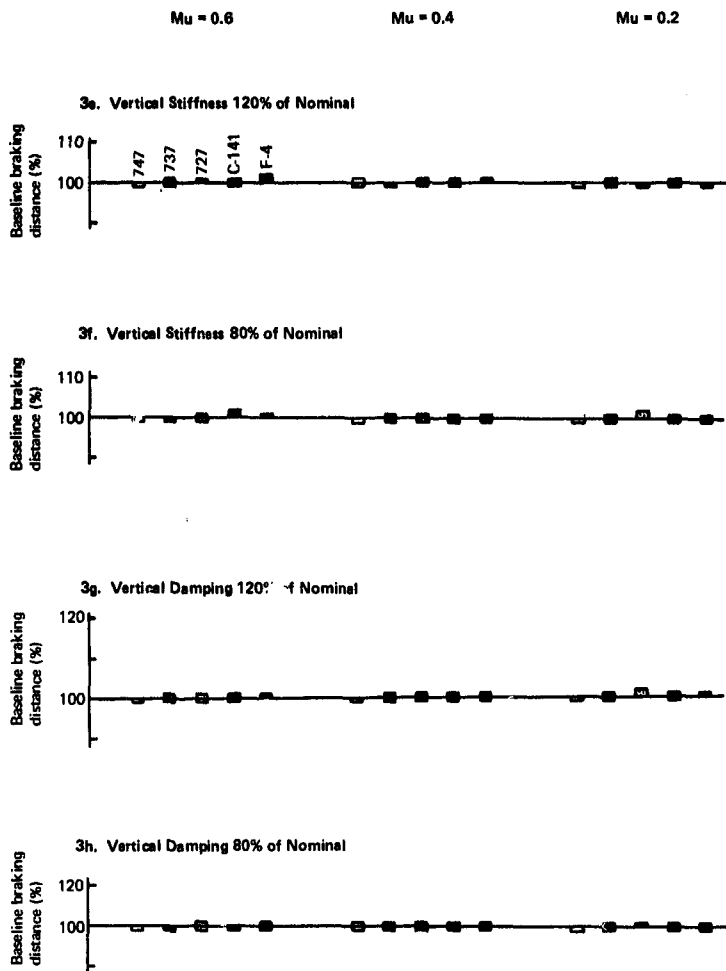 Mu = 0.6 Mu = 0.4 Mu = 0.2
3e. Vertical Stiffness 120% of Nominal
Baseline braking distance (%)
110
100
747 737 727 C-141 F-4
3f. Vertical Stiffness 80% of Nominal
Baseline braking distance (%)
110
100
3g. Vertical Damping 120% of Nominal
Baseline braking distance (%)
120
100
3h. Vertical Damping 80% of Nominal
Baseline braking distance (%)
120
100